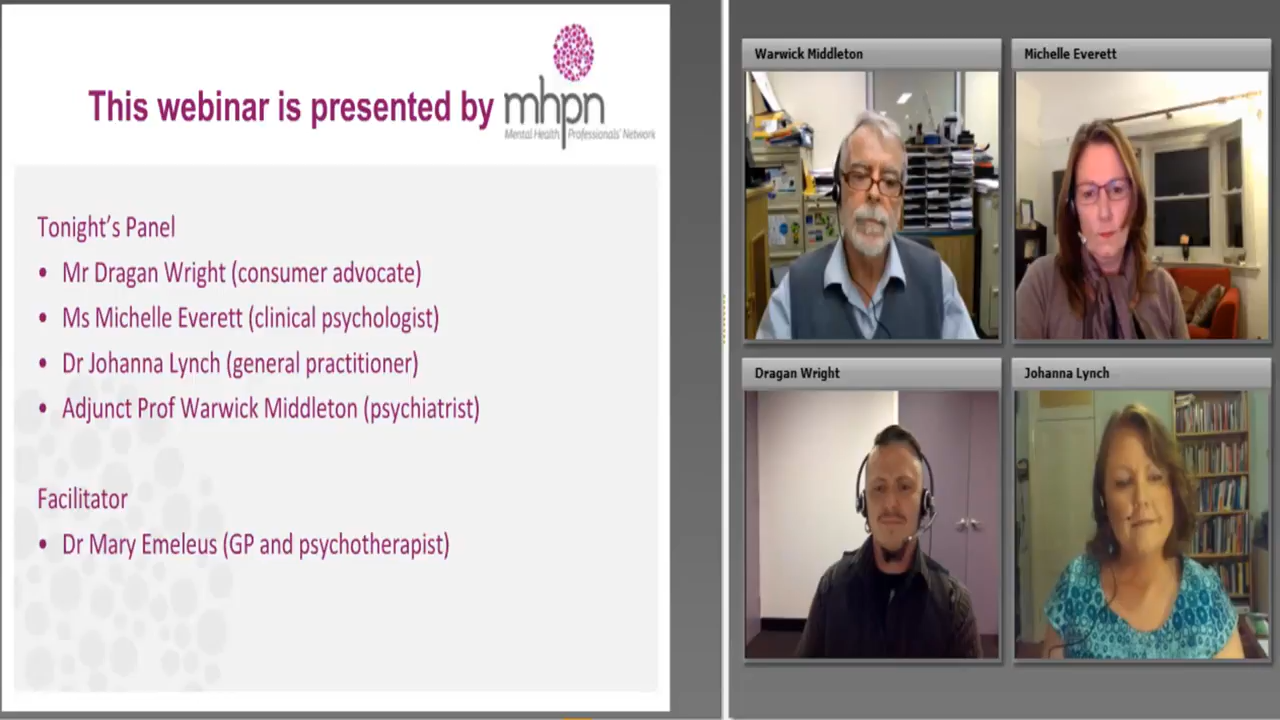 This webinar is presented by mhpn
Mental Health Professionals' Network
Tonight's Panel
• Mr Dragan Wright (consumer advocate)
• Ms Michelle Everett (clinical psychologist)
• Dr Johanna Lynch (general practitioner)
• Adjunct Prof Warwick Middleton (psychiatrist)
Facilitator
• Dr Mary Emeleus (GP and psychotherapist)
Warwick Middleton
Michelle Everett
Dragan Wright
Johanna Lynch